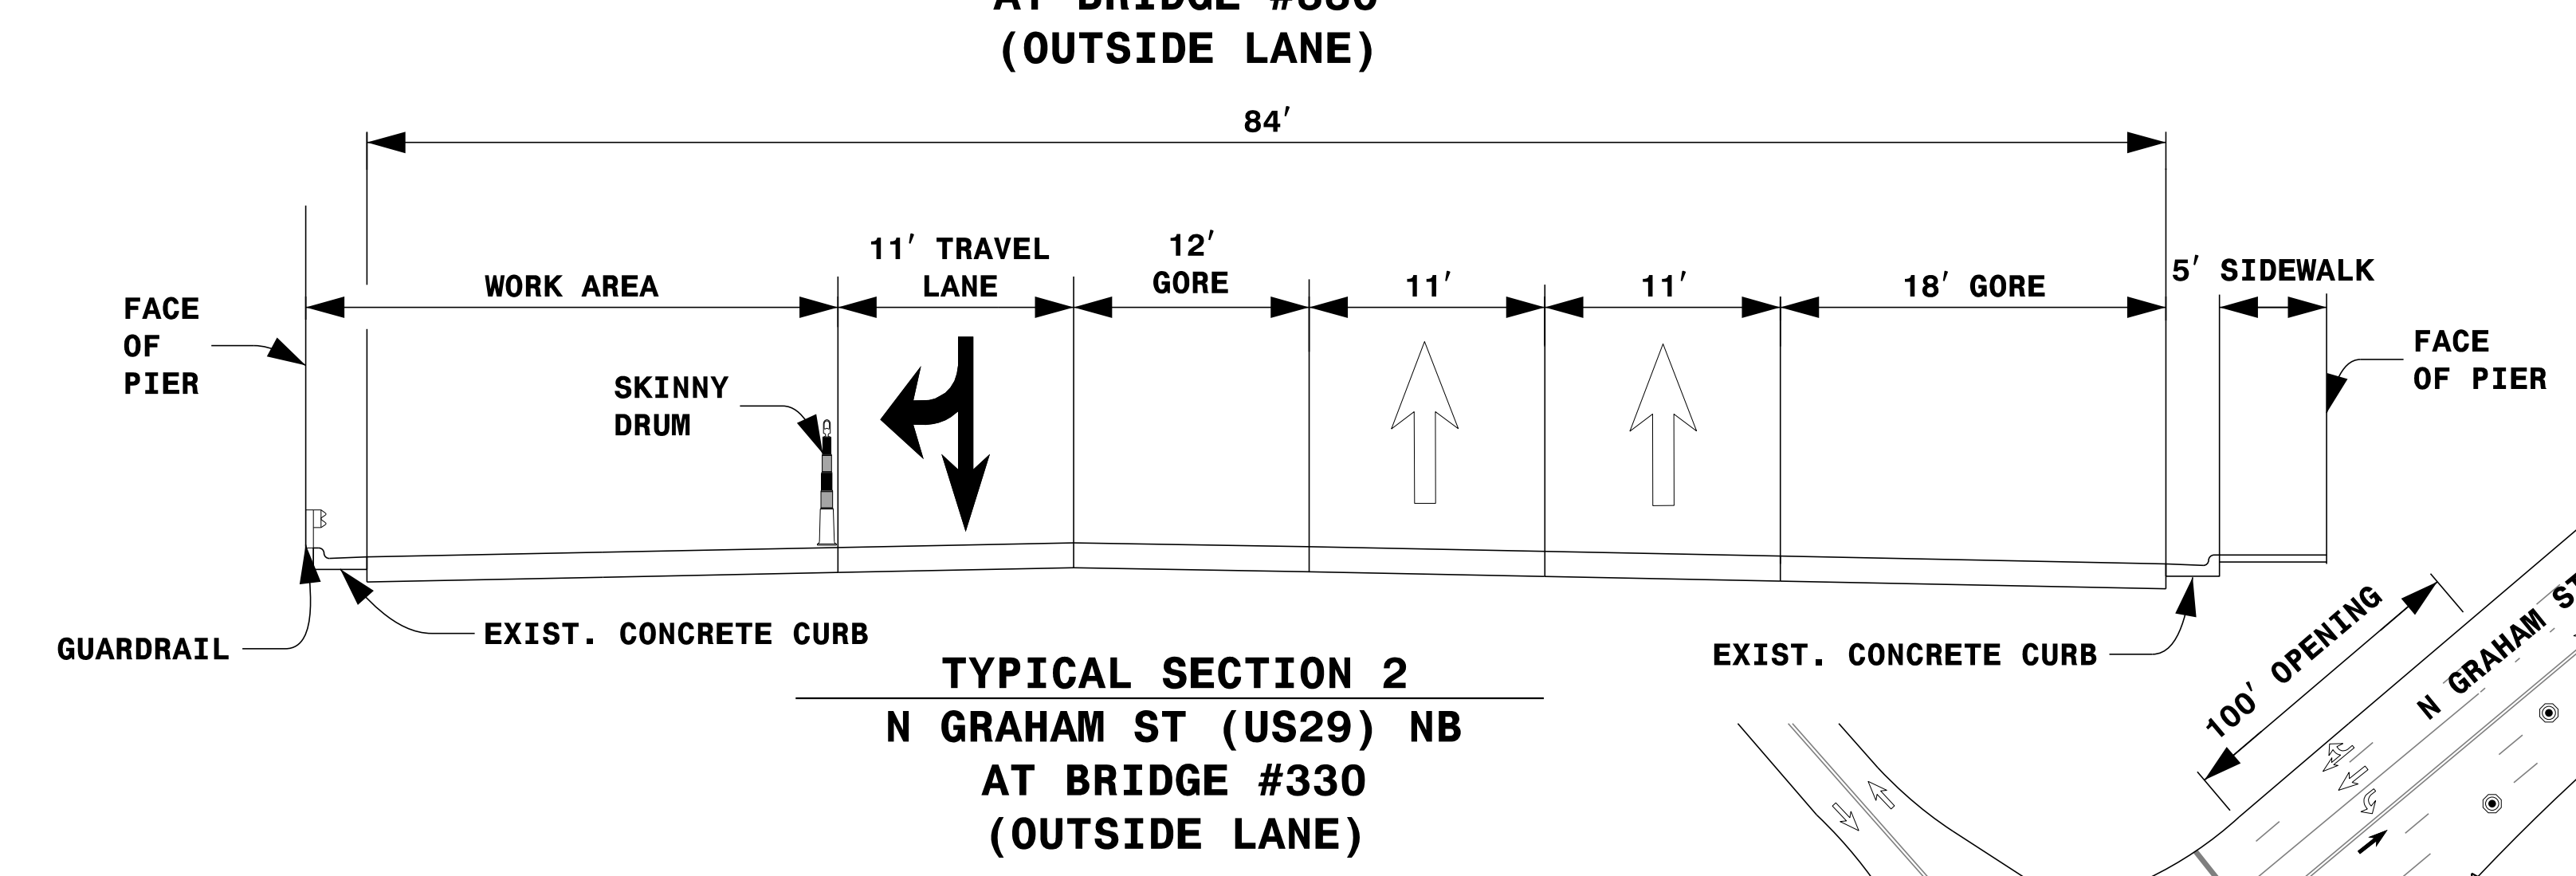 (OUTSIDE LANE)
84'
11' TRAVEL
LANE
12'
GORE
WORK AREA
11'
11'
18' GORE
5' SIDEWALK
FACE
OF
PIER
FACE
OF PIER
SKINNY
DRUM
GUARDRAIL
EXIST. CONCRETE CURB
EXIST. CONCRETE CURB
TYPICAL SECTION 2
N GRAHAM ST (US29) NB
AT BRIDGE #330
(OUTSIDE LANE)
100' OPENING
N GRAHAM ST